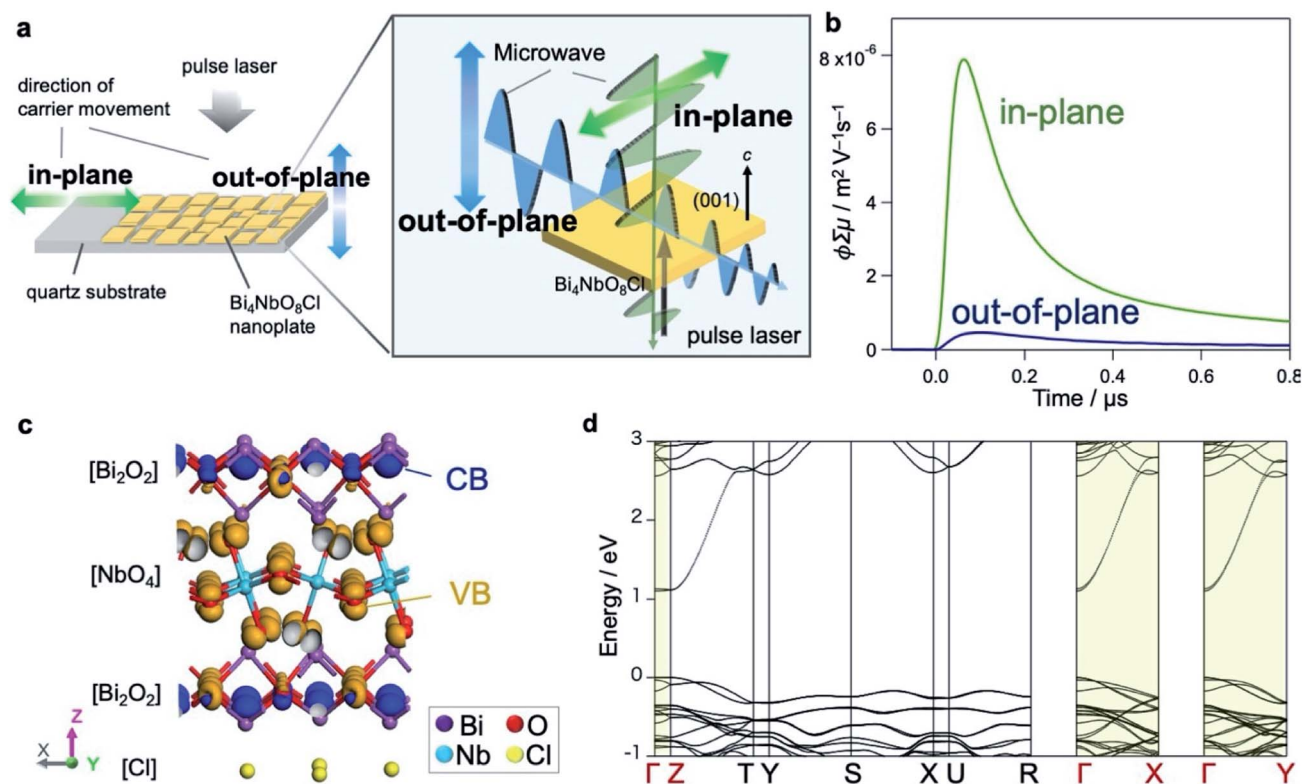 a
pulse laser
direction of
carrier movement
in-plane
out-of-plane
quartz substrate
Bi₄NbO₈Cl
nanoplate
Microwave
in-plane
out-of-plane
c
(001)
Bi₄NbO₈Cl
pulse laser
b
8 x10⁻⁶
6
4
2
0
ϕΣμ / m² V⁻¹s⁻¹
in-plane
out-of-plane
0.0 0.2 0.4 0.6 0.8
Time / μs
c
[Bi₂O₂]
CB
[NbO₄]
VB
[Bi₂O₂]
[Cl]
Z
X
Y
Bi O
Nb Cl
d
3
2
1
0
-1
Energy / eV
Γ Z T Y S X U R Γ X Γ Y